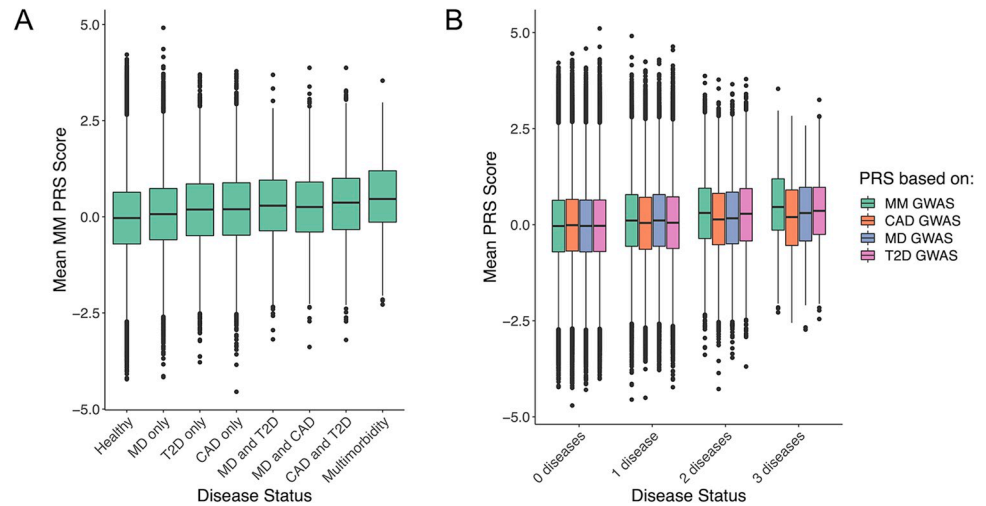 A
Mean MM PRS Score
5.0
2.5
0.0
−2.5
−5.0
Healthy
MD only
T2D only
CAD only
MD and T2D
MD and CAD
CAD and T2D
Multimorbidity
Disease Status
B
Mean PRS Score
5.0
2.5
0.0
−2.5
−5.0
0 diseases
1 disease
2 diseases
3 diseases
Disease Status
PRS based on:
MM GWAS
CAD GWAS
MD GWAS
T2D GWAS